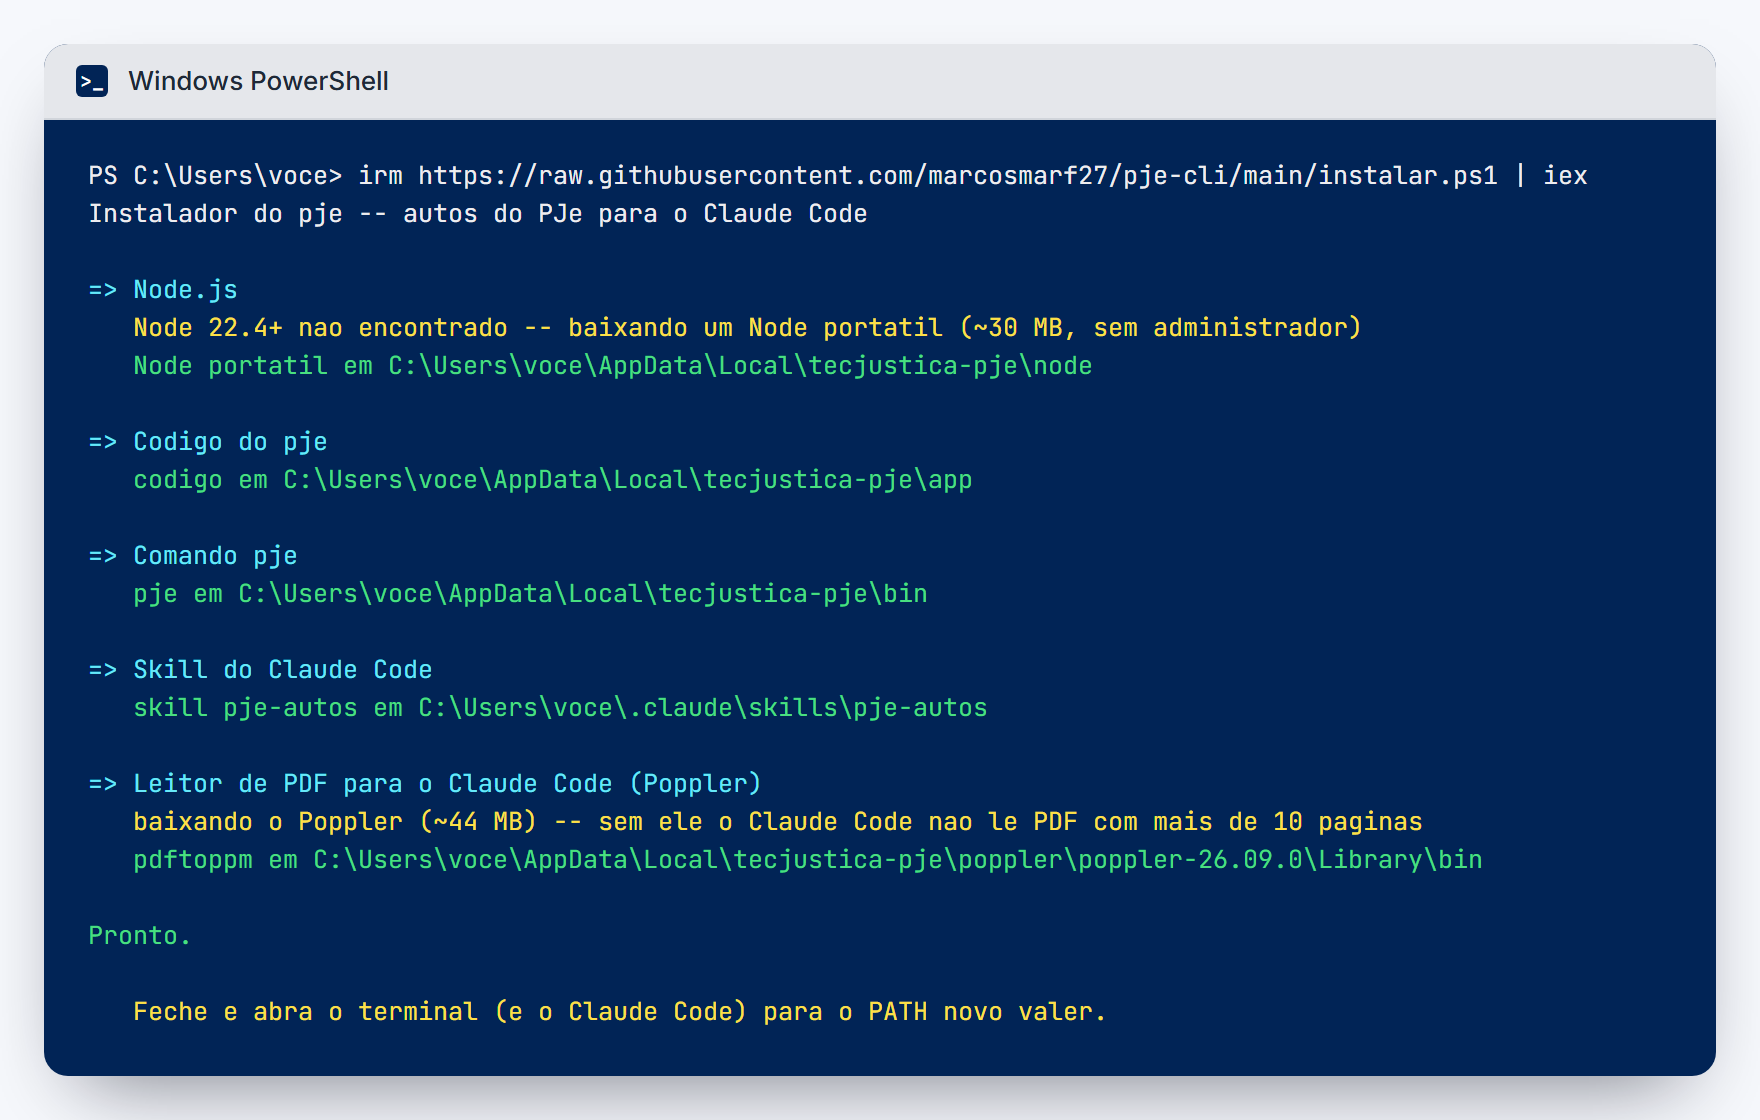 >_ Windows PowerShell
PS C:\Users\voce> irm https://raw.githubusercontent.com/marcosmarf27/pje-cli/main/instalar.ps1 | iex
Instalador do pje -- autos do PJe para o Claude Code
=> Node.js
Node 22.4+ nao encontrado -- baixando um Node portatil (~30 MB, sem administrador)
Node portatil em C:\Users\voce\AppData\Local\tecjustica-pje\node
=> Codigo do pje
codigo em C:\Users\voce\AppData\Local\tecjustica-pje\app
=> Comando pje
pje em C:\Users\voce\AppData\Local\tecjustica-pje\bin
=> Skill do Claude Code
skill pje-autos em C:\Users\voce\.claude\skills\pje-autos
=> Leitor de PDF para o Claude Code (Poppler)
baixando o Poppler (~44 MB) -- sem ele o Claude Code nao le PDF com mais de 10 paginas
pdftoppm em C:\Users\voce\AppData\Local\tecjustica-pje\poppler\poppler-26.09.0\Library\bin
Pronto.
Feche e abra o terminal (e o Claude Code) para o PATH novo valer.